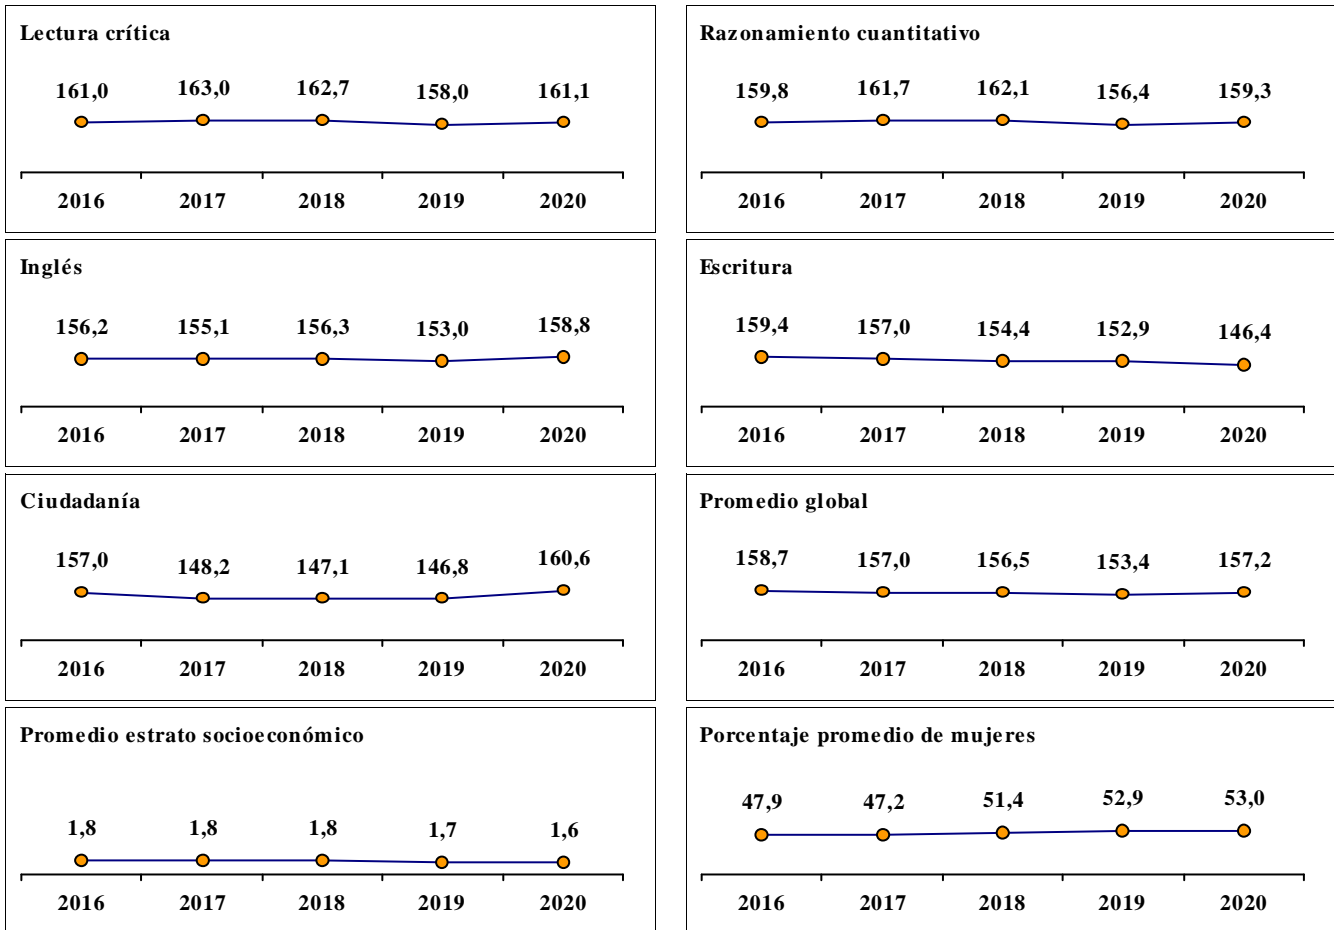 Lectura crítica
161,0 163,0 162,7 158,0 161,1
2016 2017 2018 2019 2020
Razonamiento cuantitativo
159,8 161,7 162,1 156,4 159,3
2016 2017 2018 2019 2020
Inglés
156,2 155,1 156,3 153,0 158,8
2016 2017 2018 2019 2020
Escritura
159,4 157,0 154,4 152,9 146,4
2016 2017 2018 2019 2020
Ciudadanía
157,0 148,2 147,1 146,8 160,6
2016 2017 2018 2019 2020
Promedio global
158,7 157,0 156,5 153,4 157,2
2016 2017 2018 2019 2020
Promedio estrato socioeconómico
1,8 1,8 1,8 1,7 1,6
2016 2017 2018 2019 2020
Porcentaje promedio de mujeres
47,9 47,2 51,4 52,9 53,0
2016 2017 2018 2019 2020